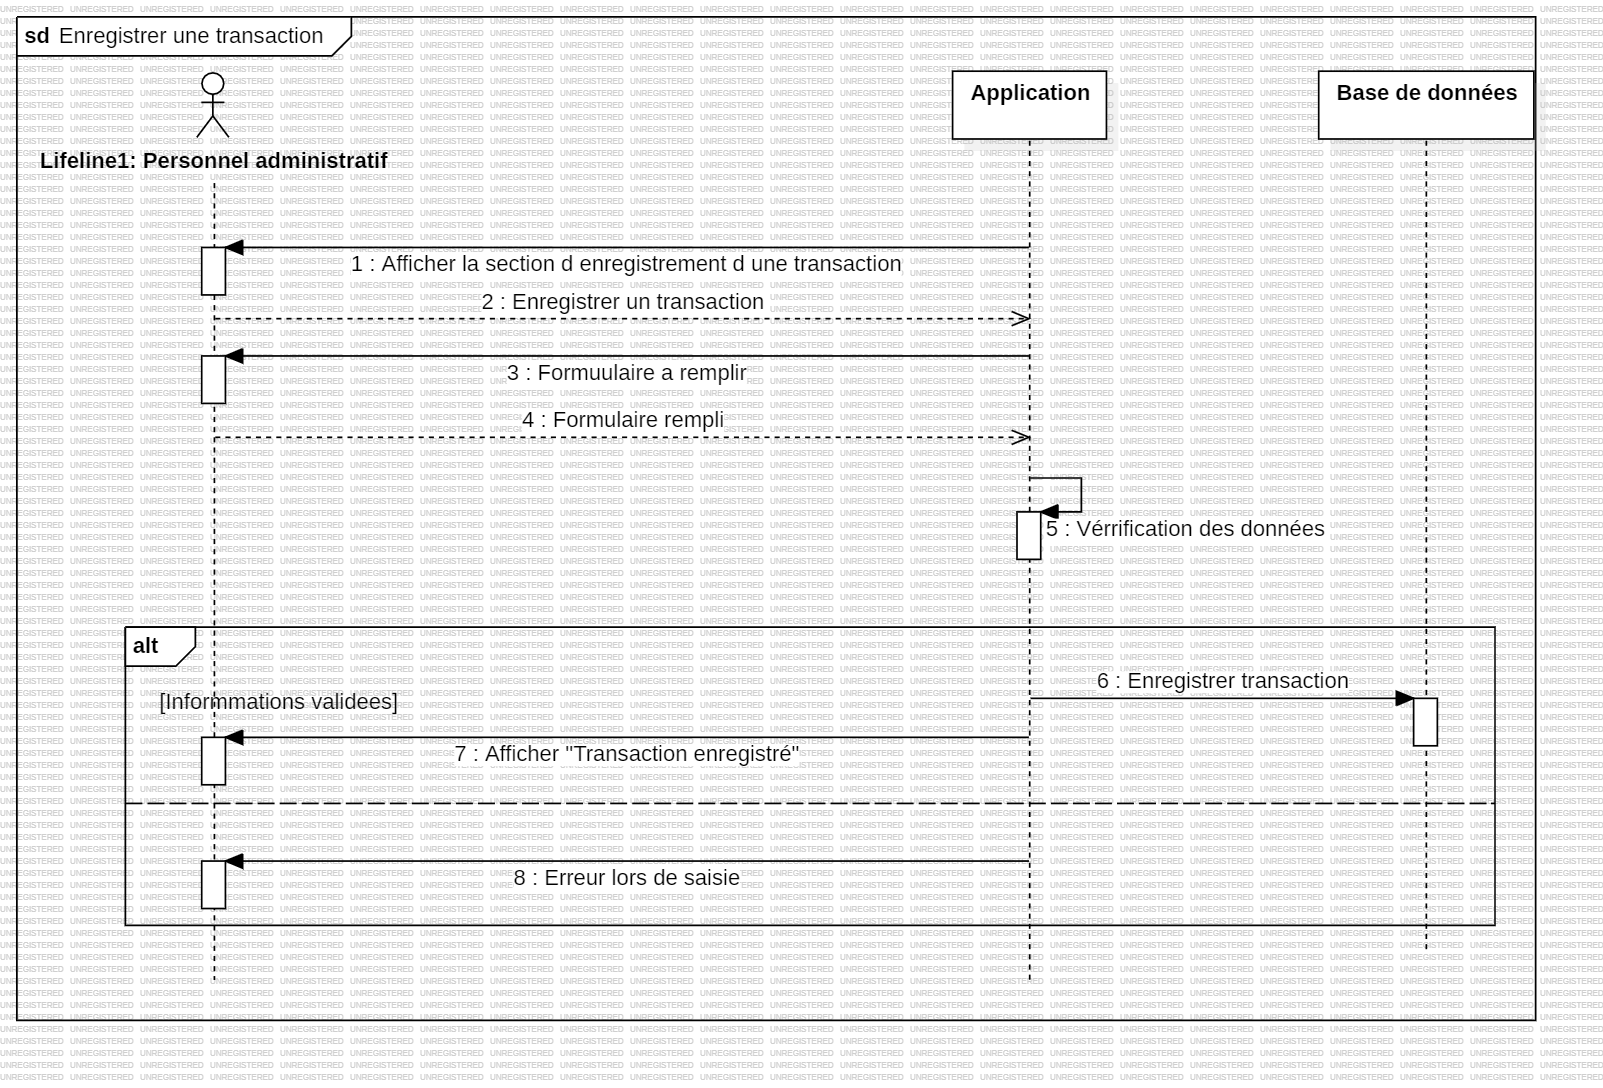 sd Enregistrer une transaction
Application
Base de données
Lifeline1: Personnel administratif
1 : Afficher la section d enregistrement d une transaction
2 : Enregistrer un transaction
3 : Formuulaire a remplir
4 : Formulaire rempli
5 : Vérrification des données
alt
6 : Enregistrer transaction
[Informmations validees]
7 : Afficher "Transaction enregistré"
8 : Erreur lors de saisie
UNREGISTERED